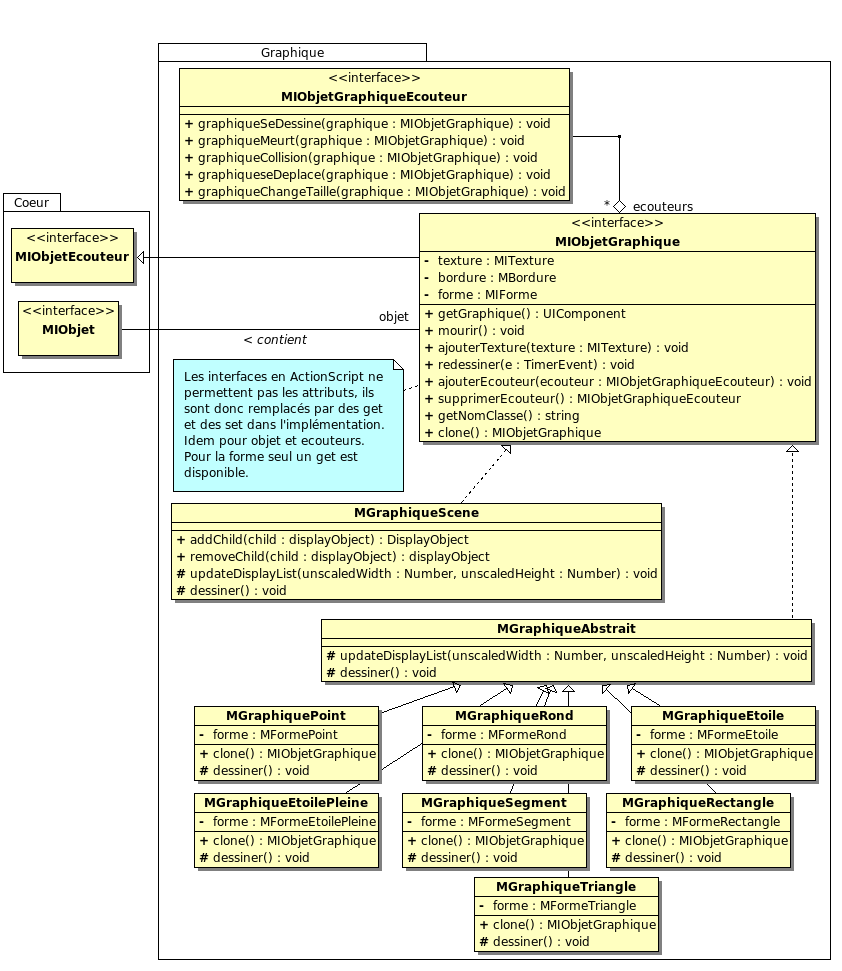 Graphique
<<interface>>
MIObjetGraphiqueEcouteur
+ graphiqueSeDessine(graphique : MIObjetGraphique) : void
+ graphiqueMeurt(graphique : MIObjetGraphique) : void
+ graphiqueCollision(graphique : MIObjetGraphique) : void
+ graphiqueseDeplace(graphique : MIObjetGraphique) : void
+ graphiqueChangeTaille(graphique : MIObjetGraphique) : void
Coeur
<<interface>>
MIObjetEcouteur
<<interface>>
MIObjet
* ecouteurs
<<interface>>
MIObjetGraphique
- texture : MITexture
- bordure : MBordure
- forme : MIForme
+ getGraphique() : UIComponent
+ mourir() : void
+ ajouterTexture(texture : MITexture) : void
+ redessiner(e : TimerEvent) : void
+ ajouterEcouteur(ecouteur : MIObjetGraphiqueEcouteur) : void
+ supprimerEcouteur() : MIObjetGraphiqueEcouteur
+ getNomClasse() : string
+ clone() : MIObjetGraphique
objet
< contient
Les interfaces en ActionScript ne
permettent pas les attributs, ils
sont donc remplacés par des get
et des set dans l'implémentation.
Idem pour objet et ecouteurs.
Pour la forme seul un get est
disponible.
MGraphiqueScene
+ addChild(child : displayObject) : DisplayObject
+ removeChild(child : displayObject) : displayObject
# updateDisplayList(unscaledWidth : Number, unscaledHeight : Number) : void
# dessiner() : void
MGraphiqueAbstrait
# updateDisplayList(unscaledWidth : Number, unscaledHeight : Number) : void
# dessiner() : void
MGraphiquePoint
- forme : MFormePoint
+ clone() : MIObjetGraphique
# dessiner() : void
MGraphiqueRond
- forme : MFormeRond
+ clone() : MIObjetGraphique
# dessiner() : void
MGraphiqueEtoile
- forme : MFormeEtoile
+ clone() : MIObjetGraphique
# dessiner() : void
MGraphiqueEtoilePleine
- forme : MFormeEtoilePleine
+ clone() : MIObjetGraphique
# dessiner() : void
MGraphiqueSegment
- forme : MFormeSegment
+ clone() : MIObjetGraphique
# dessiner() : void
MGraphiqueRectangle
- forme : MFormeRectangle
+ clone() : MIObjetGraphique
# dessiner() : void
MGraphiqueTriangle
- forme : MFormeTriangle
+ clone() : MIObjetGraphique
# dessiner() : void